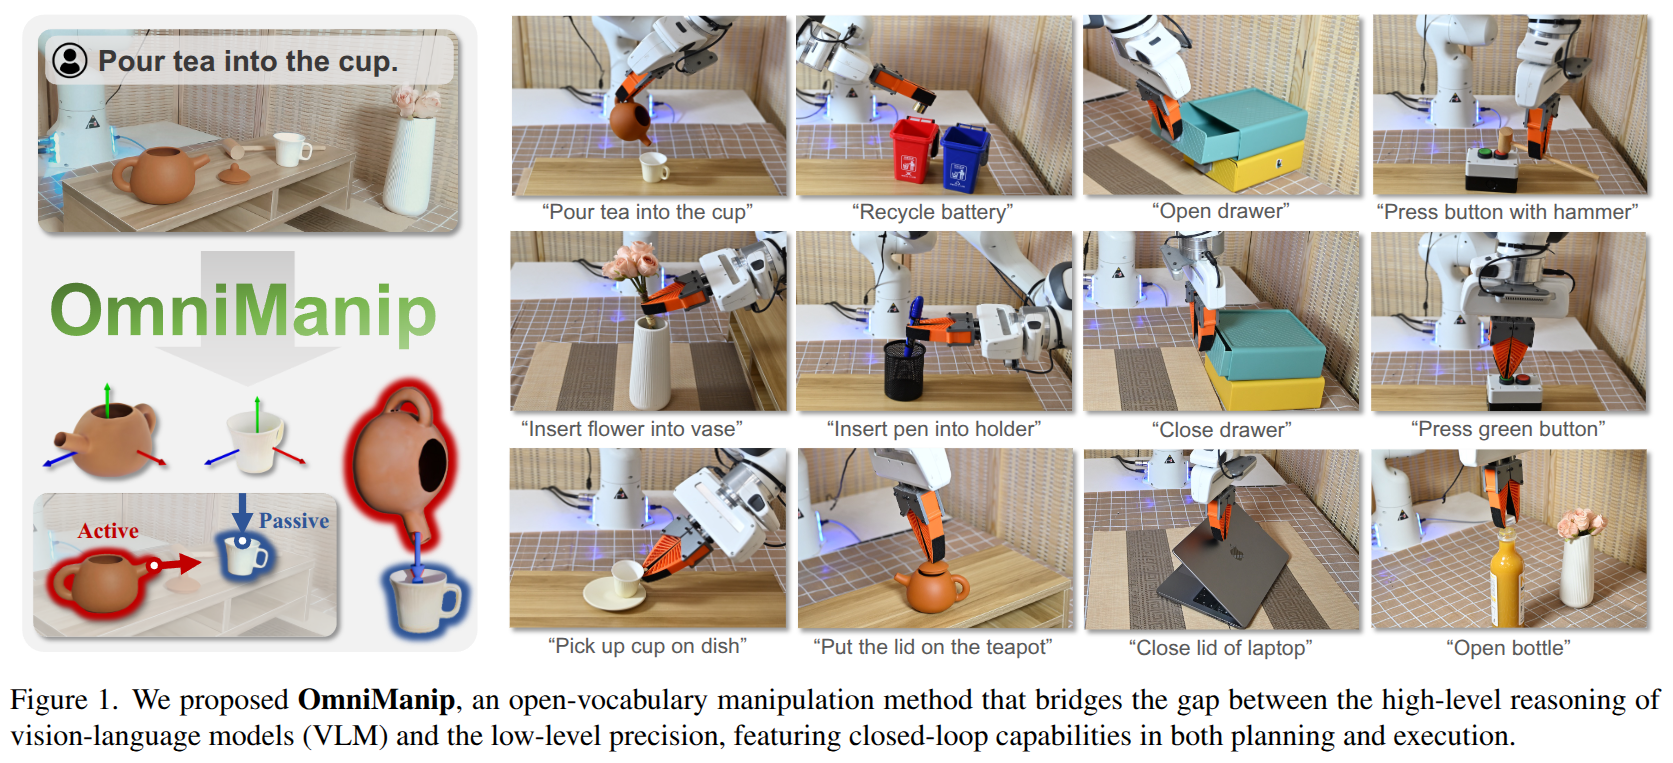 Pour tea into the cup.
OmniManip
Active
Passive
“Pour tea into the cup”
“Recycle battery”
“Open drawer”
“Press button with hammer”
“Insert flower into vase”
“Insert pen into holder”
“Close drawer”
“Press green button”
“Pick up cup on dish”
“Put the lid on the teapot”
“Close lid of laptop”
“Open bottle”
Figure 1. We proposed OmniManip, an open-vocabulary manipulation method that bridges the gap between the high-level reasoning of
vision-language models (VLM) and the low-level precision, featuring closed-loop capabilities in both planning and execution.